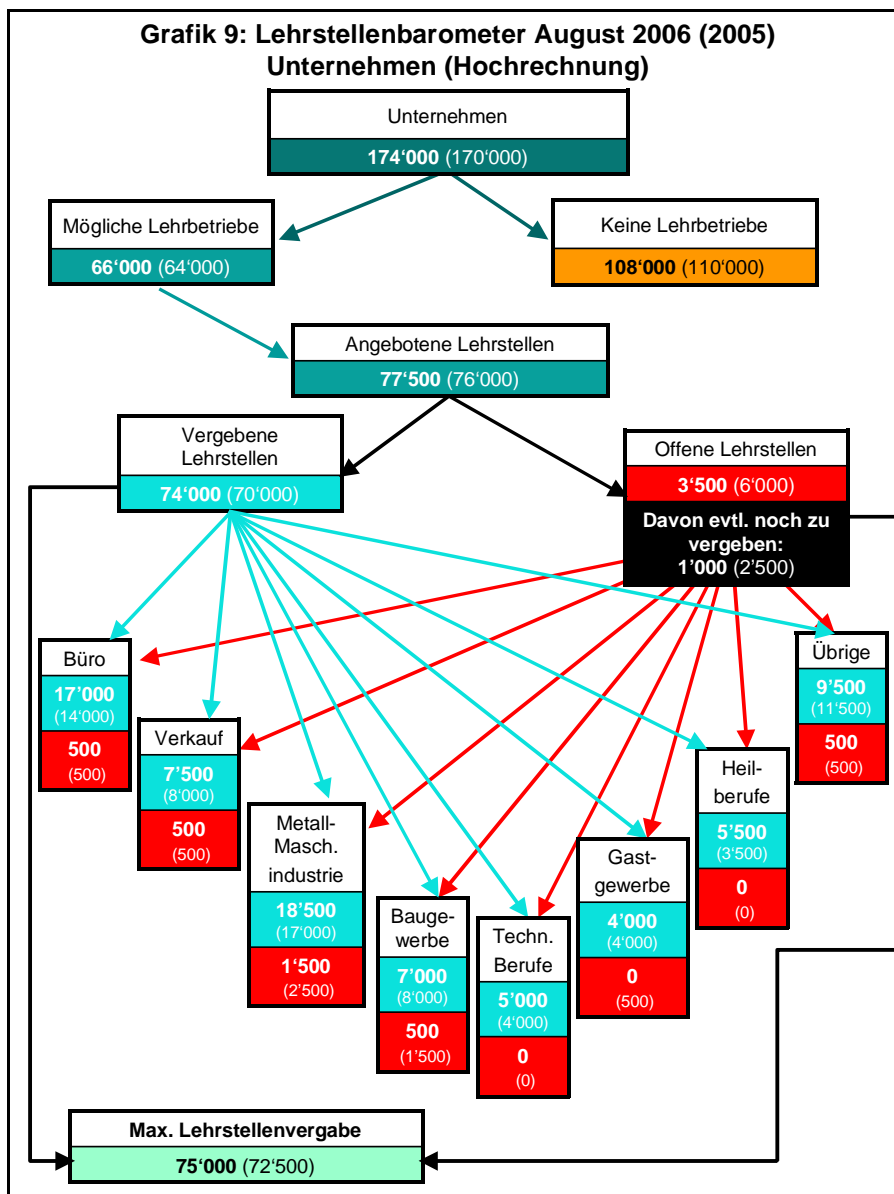 Grafik 9: Lehrstellenbarometer August 2006 (2005)
Unternehmen (Hochrechnung)
Unternehmen
174‘000 (170‘000)
Mögliche Lehrbetriebe
66‘000 (64‘000)
Keine Lehrbetriebe
108‘000 (110‘000)
Angebotene Lehrstellen
77‘500 (76‘000)
Vergebene
Lehrstellen
74‘000 (70‘000)
Offene Lehrstellen
3‘500 (6‘000)
Davon evtl. noch zu
vergeben:
1’000 (2’500)
Büro
17’000
(14‘000)
500
(500)
Verkauf
7’500
(8‘000)
500
(500)
Metall-
Masch.
industrie
18’500
(17‘000)
1‘500
(2’500)
Bauge-
werbe
7’000
(8’000)
500
(1’500)
Techn.
Berufe
5’000
(4‘000)
0
(0)
Gast-
gewerbe
4’000
(4‘000)
0
(500)
Heil-
berufe
5’500
(3‘500)
0
(0)
Übrige
9’500
(11‘500)
500
(500)
Max. Lehrstellenvergabe
75‘000 (72‘500)